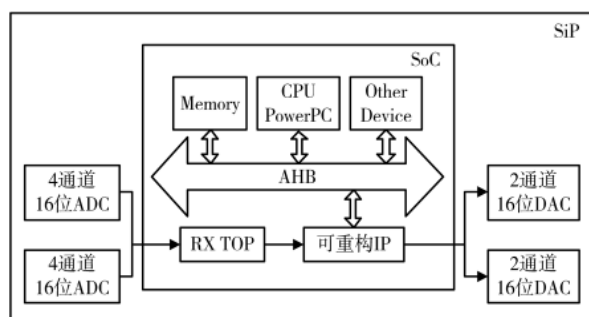 SiP
SoC
Memory
CPU
PowerPC
Other
Device
AHB
4通道
16位ADC
4通道
16位ADC
RX TOP
可重构IP
2通道
16位DAC
2通道
16位DAC